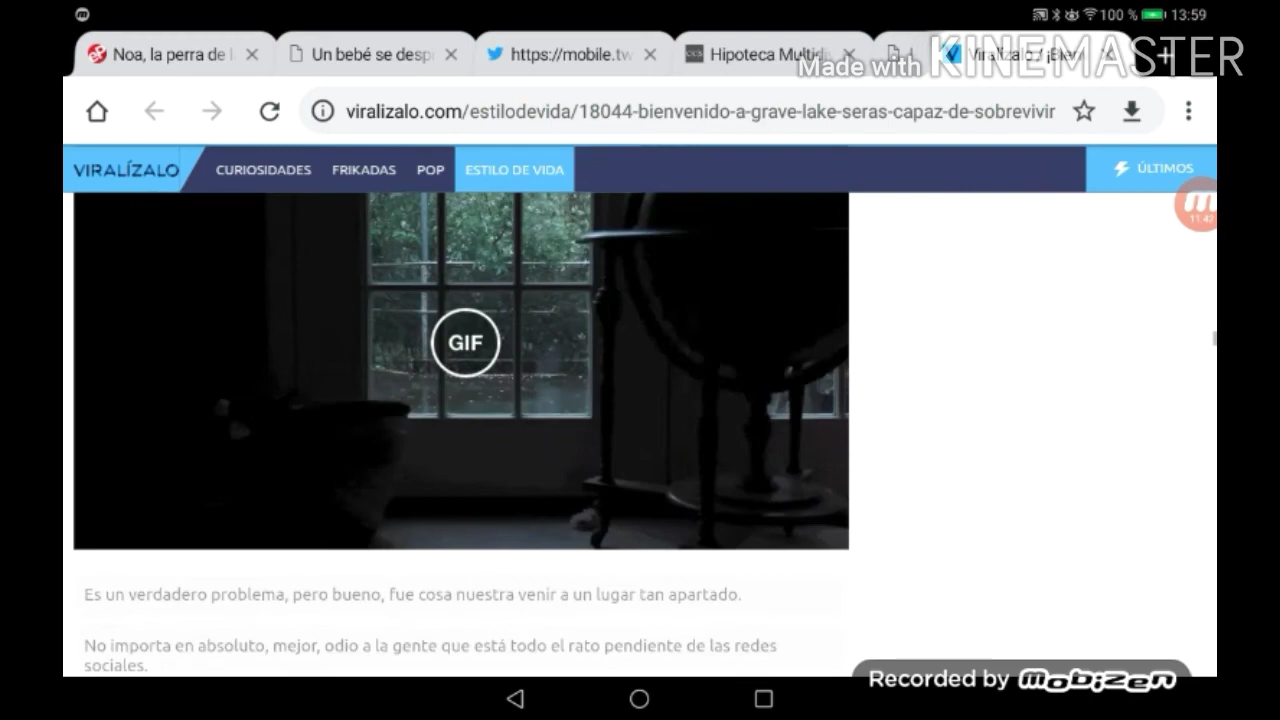 100 % 13:59
Noa, la perra de
Un bebé se desp
https://mobile.tw
Hipoteca Multidi
Made with KINEMASTER
viralizalo.com/estilodevida/18044-bienvenido-a-grave-lake-seras-capaz-de-sobrevivir
VIRALÍZALO
CURIOSIDADES
FRIKADAS
POP
ESTILO DE VIDA
ÚLTIMOS
11:42
GIF
Es un verdadero problema, pero bueno, fue cosa nuestra venir a un lugar tan apartado.
No importa en absoluto, mejor, odio a la gente que está todo el rato pendiente de las redes
sociales.
Recorded by mobizen